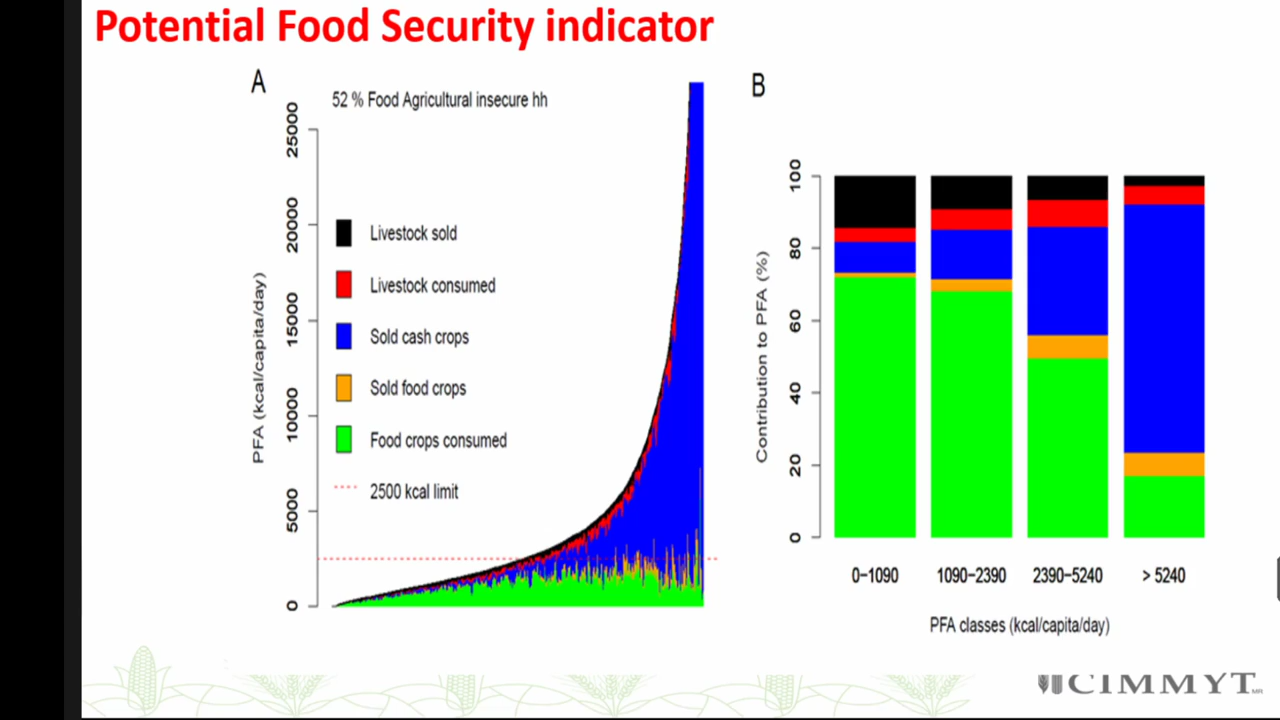 Potential Food Security indicator
A
52 % Food Agricultural insecure hh
PFA (kcal/capita/day)
25000
20000
15000
10000
5000
0
Livestock sold
Livestock consumed
Sold cash crops
Sold food crops
Food crops consumed
2500 kcal limit
B
Contribution to PFA (%)
100
80
60
40
20
0
0-1090 1090-2390 2390-5240 > 5240
PFA classes (kcal/capita/day)
CIMMYT